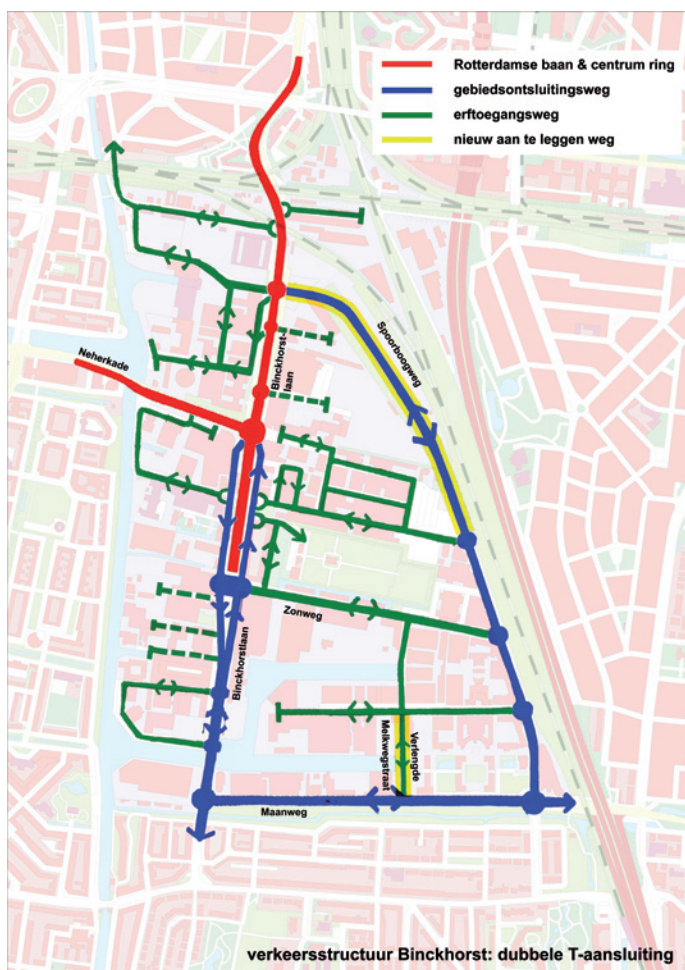 Rotterdamse baan & centrum ring
gebiedsontsluitingsweg
erftoegangsweg
nieuw aan te leggen weg
Spoorboogweg
Neherkade
Binckhorst-
laan
Zonweg
Binckhorstlaan
Verlengde
Melkwegstraat
Maanweg
verkeersstructuur Binckhorst: dubbele T-aansluiting